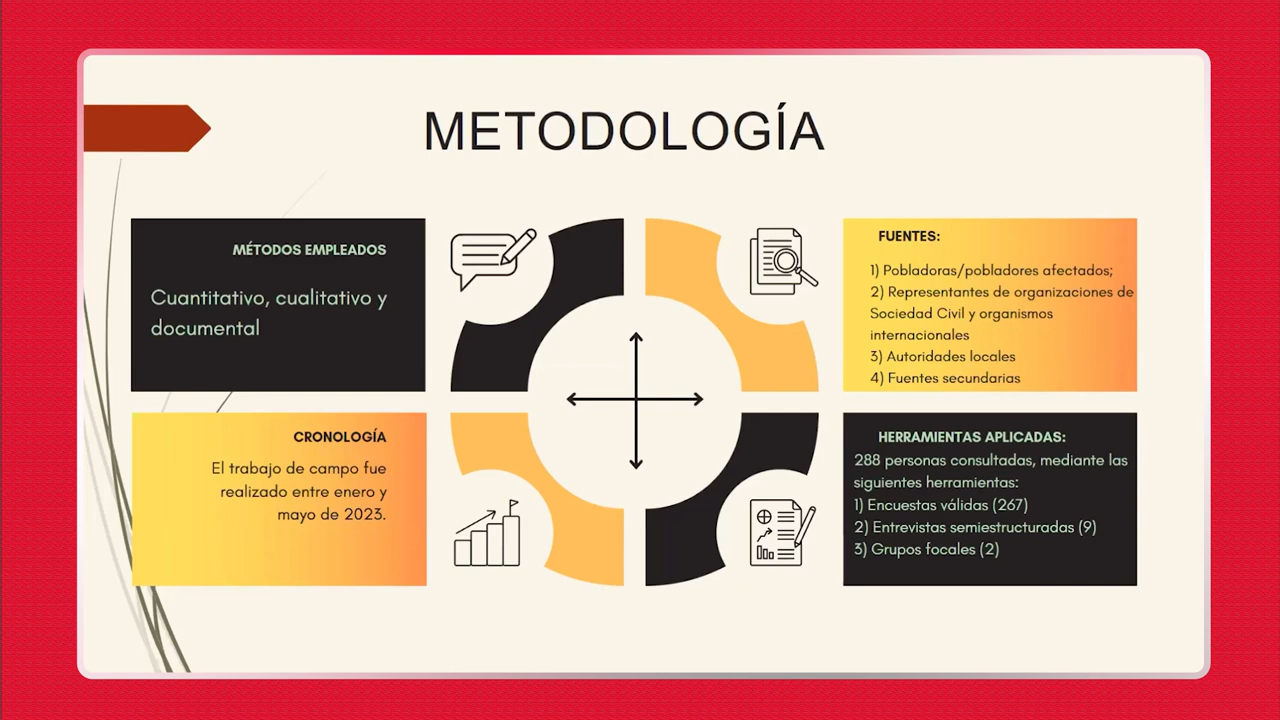 METODOLOGÍA
MÉTODOS EMPLEADOS
Cuantitativo, cualitativo y
documental
FUENTES:
1) Pobladoras/pobladores afectados;
2) Representantes de organizaciones de
Sociedad Civil y organismos
internacionales
3) Autoridades locales
4) Fuentes secundarias
CRONOLOGÍA
El trabajo de campo fue
realizado entre enero y
mayo de 2023.
HERRAMIENTAS APLICADAS:
288 personas consultadas, mediante las
siguientes herramientas:
1) Encuestas válidas (267)
2) Entrevistas semiestructuradas (9)
3) Grupos focales (2)